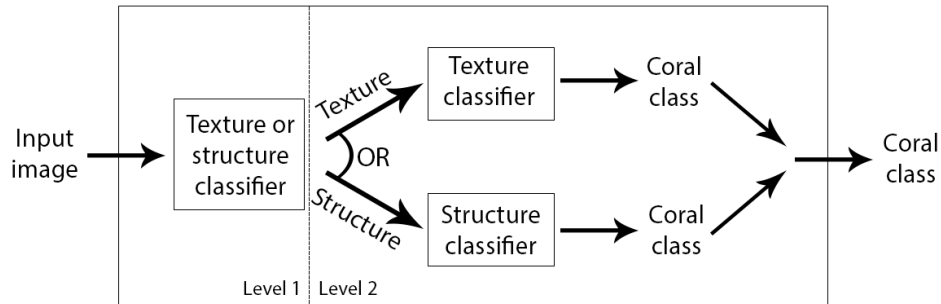 Input
image
Texture or
structure
classifier
Level 1
Level 2
Texture
OR
Structure
Texture
classifier
Structure
classifier
Coral
class
Coral
class
Coral
class